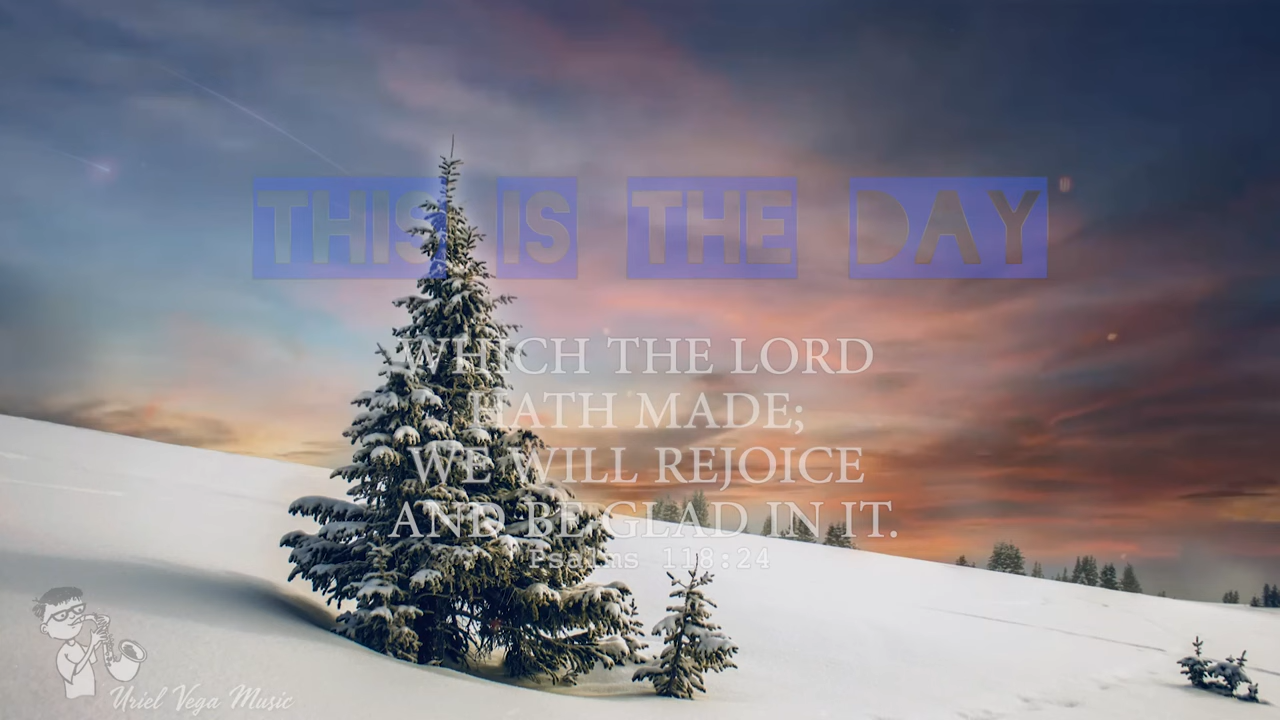 THIS IS THE DAY
WHICH THE LORD
HATH MADE;
WE WILL REJOICE
AND BE GLAD IN IT.
Psalms 118:24
Uriel Vega Music